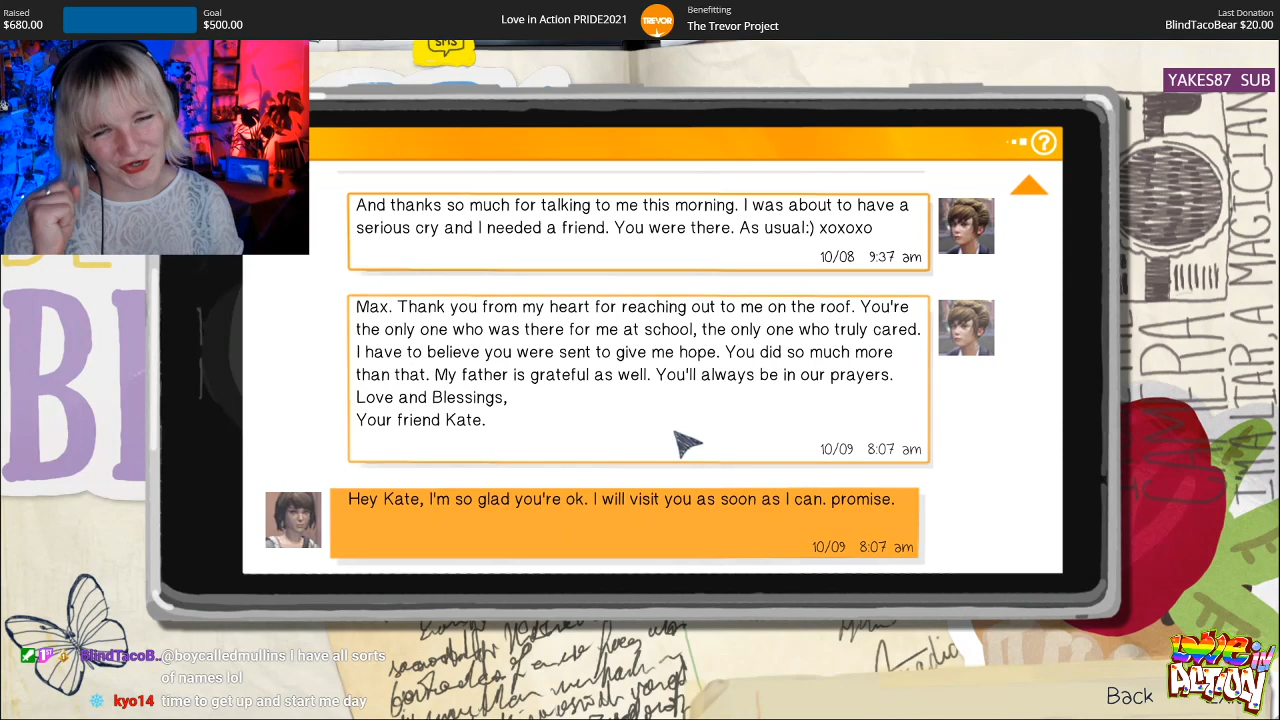 Raised
$680.00
Goal
$500.00
Love in Action PRIDE2021
TREVOR
Benefitting
The Trevor Project
Last Donation
BlindTacoBear $20.00
SMS
YAKES87 SUB
?
And thanks so much for talking to me this morning. I was about to have a
serious cry and I needed a friend. You were there. As usual:) xoxoxo
10/08 9:37 am
Max. Thank you from my heart for reaching out to me on the roof. You're
the only one who was there for me at school, the only one who truly cared.
I have to believe you were sent to give me hope. You did so much more
than that. My father is grateful as well. You'll always be in our prayers.
Love and Blessings,
Your friend Kate.
10/09 8:07 am
Hey Kate, I'm so glad you're ok. I will visit you as soon as I can. promise.
10/09 8:07 am
CAMERA
A MAGICIAN
BlindTacoB.. @boycalledmullins I have all sorts
of names lol
kyo14 time to get up and start me day
Back
Love in
ACTION